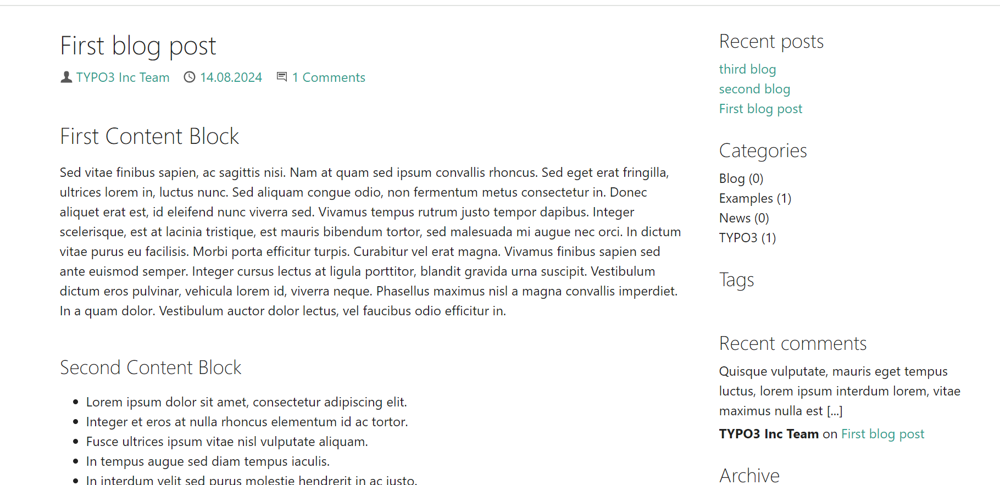 First blog post
TYPO3 Inc Team 14.08.2024 1 Comments
First Content Block
Sed vitae finibus sapien, ac sagittis nisi. Nam at quam sed ipsum convallis rhoncus. Sed eget erat fringilla,
ultrices lorem in, luctus nunc. Sed aliquam congue odio, non fermentum metus consectetur in. Donec
aliquet erat est, id eleifend nunc viverra sed. Vivamus tempus rutrum justo tempor dapibus. Integer
scelerisque, est at lacinia tristique, est mauris bibendum tortor, sed malesuada mi augue nec orci. In dictum
vitae purus eu facilisis. Morbi porta efficitur turpis. Curabitur vel erat magna. Vivamus finibus sapien sed
ante euismod semper. Integer cursus lectus at ligula porttitor, blandit gravida urna suscipit. Vestibulum
dictum eros pulvinar, vehicula lorem id, viverra neque. Phasellus maximus nisl a magna convallis imperdiet.
In a quam dolor. Vestibulum auctor dolor lectus, vel faucibus odio efficitur in.
Second Content Block
• Lorem ipsum dolor sit amet, consectetur adipiscing elit.
• Integer et eros at nulla rhoncus elementum id ac tortor.
• Fusce ultrices ipsum vitae nisl vulputate aliquam.
• In tempus augue sed diam tempus iaculis.
• In interdum velit sed purus molestie hendrerit in ac justo.
Recent posts
third blog
second blog
First blog post
Categories
Blog (0)
Examples (1)
News (0)
TYPO3 (1)
Tags
Recent comments
Quisque vulputate, mauris eget tempus
luctus, lorem ipsum interdum lorem, vitae
maximus nulla est [...]
TYPO3 Inc Team on First blog post
Archive